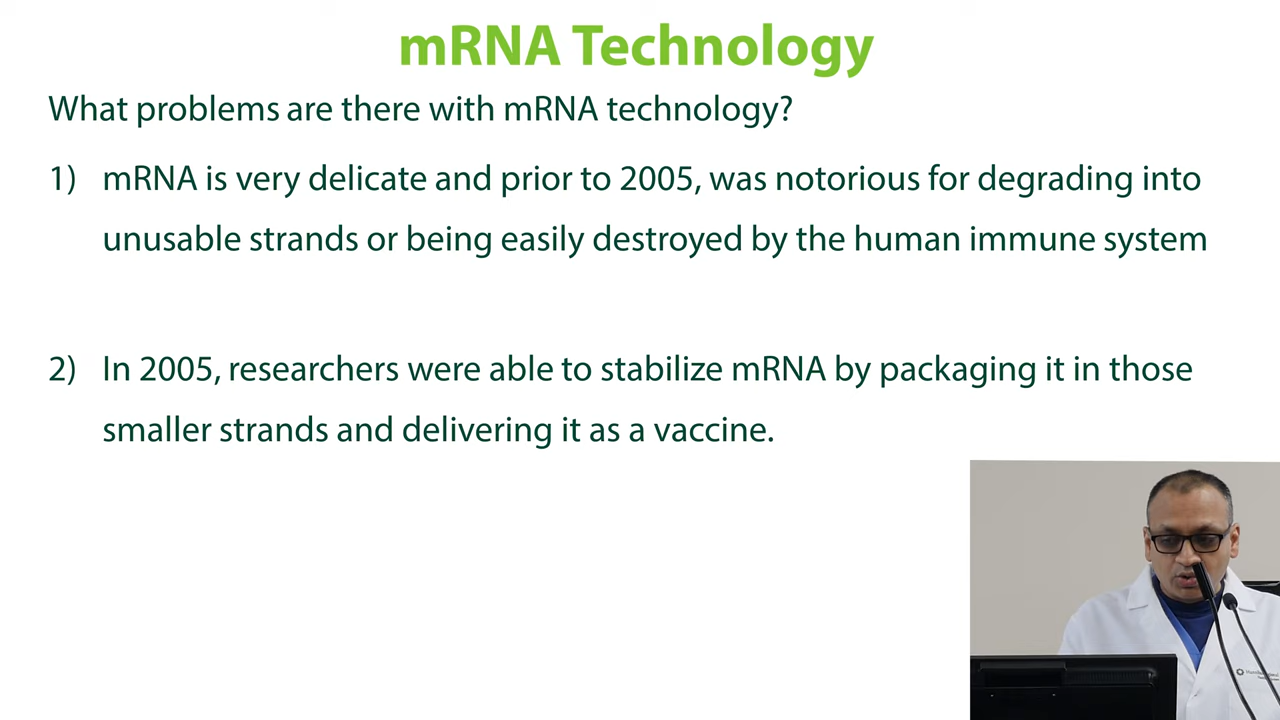 mRNA Technology
What problems are there with mRNA technology?
1) mRNA is very delicate and prior to 2005, was notorious for degrading into
unusable strands or being easily destroyed by the human immune system
2) In 2005, researchers were able to stabilize mRNA by packaging it in those
smaller strands and delivering it as a vaccine.